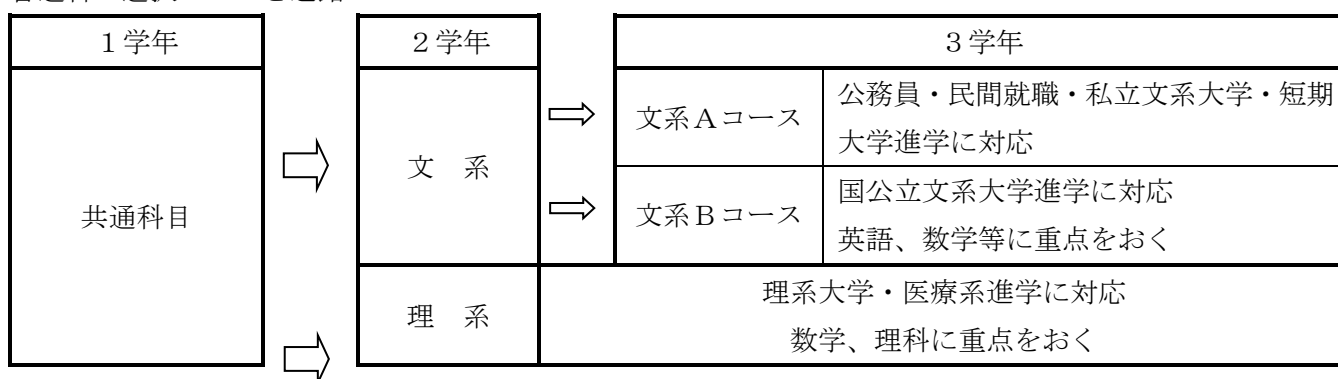 1学年
2学年
3学年
共通科目
文 系
文系Aコース
公務員・民間就職・私立文系大学・短期
大学進学に対応
文系Bコース
国公立文系大学進学に対応
英語、数学等に重点をおく
理 系
理系大学・医療系進学に対応
数学、理科に重点をおく